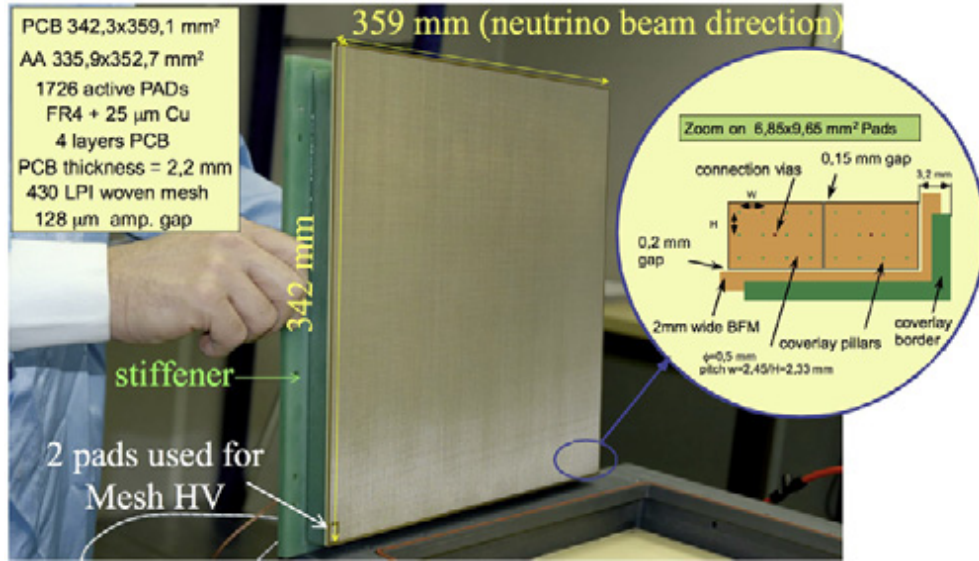 PCB 342,3x359,1 mm²
AA 335,9x352,7 mm²
1726 active PADs
FR4 + 25 μm Cu
4 layers PCB
PCB thickness = 2,2 mm
430 LPI woven mesh
128 μm amp. gap
359 mm (neutrino beam direction)
342 mm
stiffener
2 pads used for
Mesh HV
Zoom on 6,85x9,65 mm² Pads
connection vias
0,15 mm gap
3,2 mm
W
H
0,2 mm
gap
2mm wide BFM
coverlay pillars
coverlay
border
ϕ=0,5 mm
pitch w=2,45/H=2,33 mm